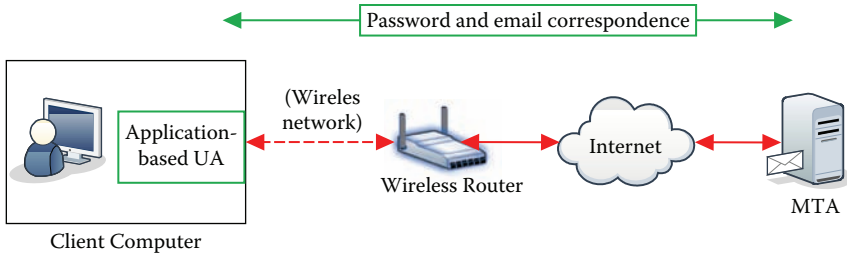 Password and email correspondence
(Wireles
network)
Application-
based UA
Internet
Wireless Router
MTA
Client Computer